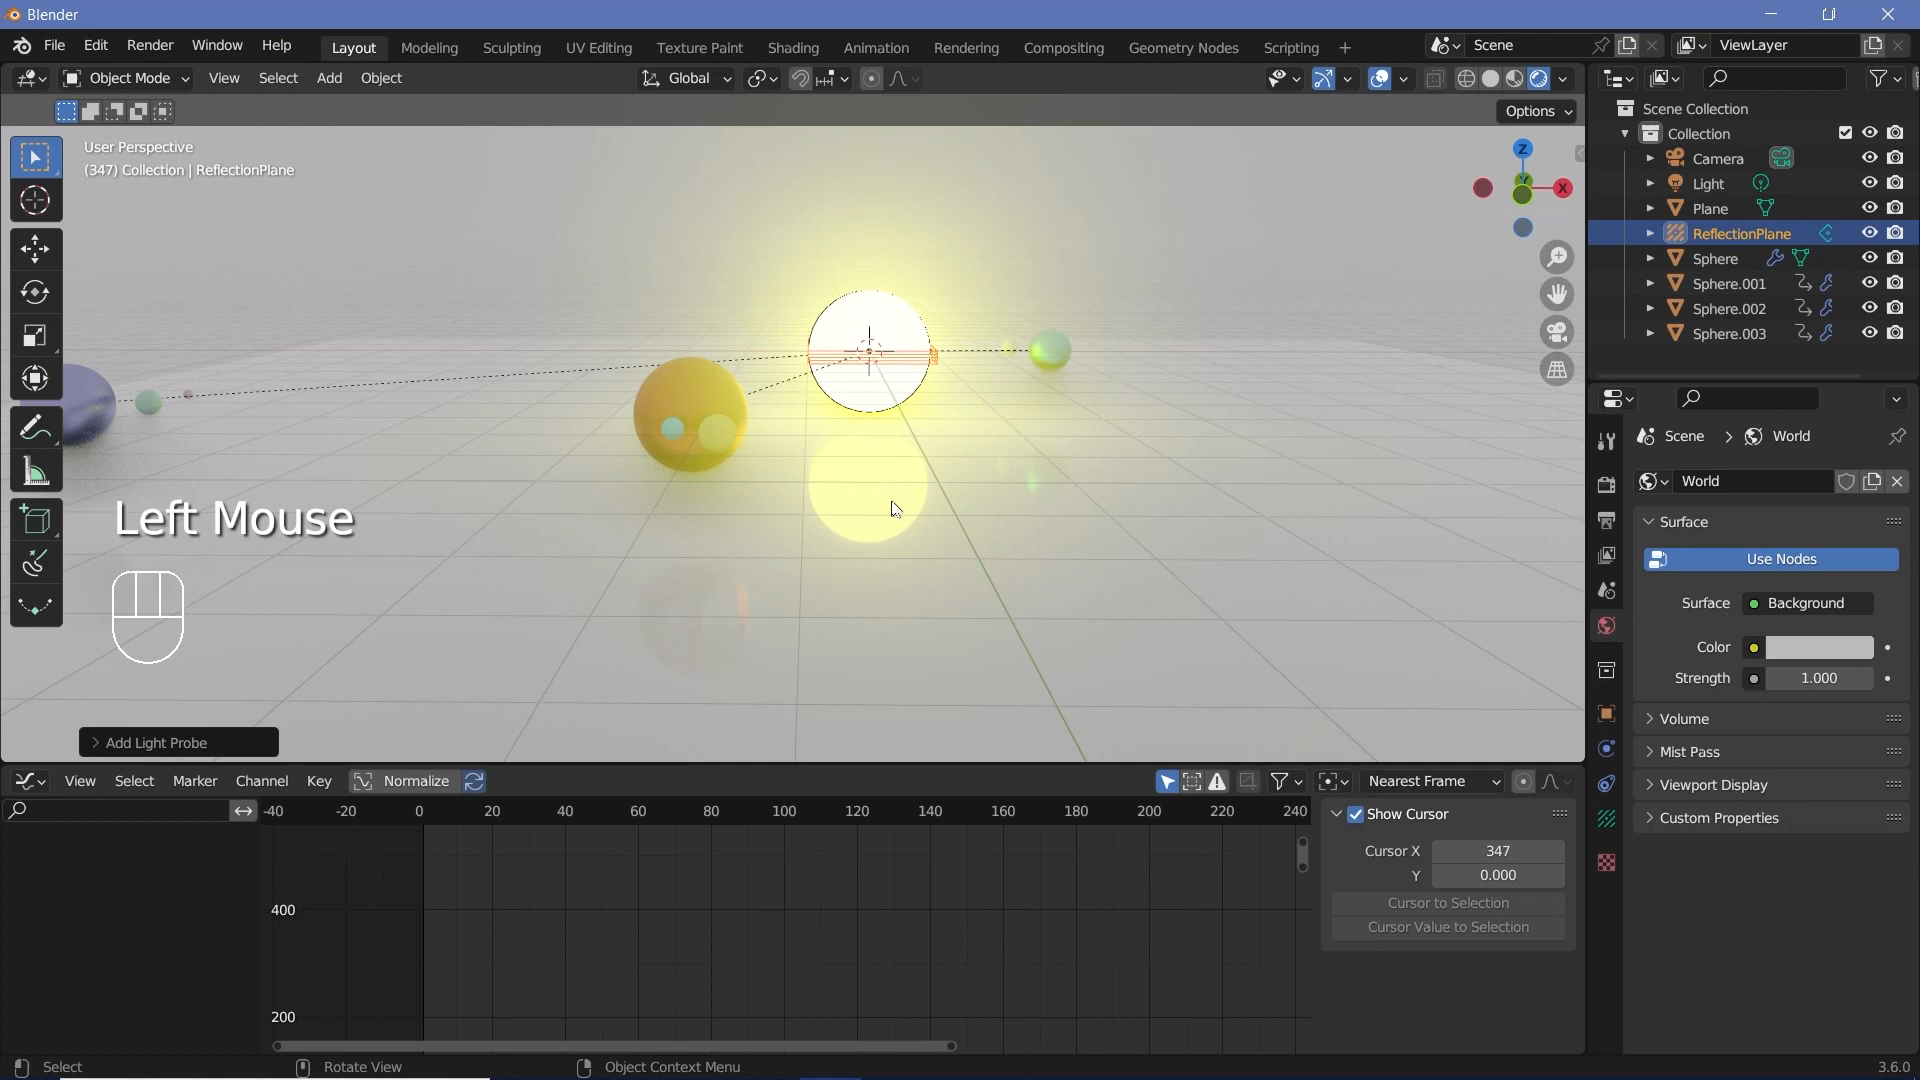 Blender
File Edit Render Window Help Layout Modeling Sculpting UV Editing Texture Paint Shading Animation Rendering Compositing Geometry Nodes Scripting + Scene ViewLayer
Object Mode View Select Add Object Global
Options
User Perspective
(347) Collection | ReflectionPlane
Z
X
Left Mouse
Add Light Probe
Scene Collection
Collection
Camera
Light
Plane
ReflectionPlane
Sphere
Sphere.001
Sphere.002
Sphere.003
Scene > World
World
Surface
Use Nodes
Surface Background
Color
Strength 1.000
Volume
Mist Pass
Viewport Display
Custom Properties
View Select Marker Channel Key Normalize Nearest Frame
-40 -20 0 20 40 60 80 100 120 140 160 180 200 220 240
400
200
Show Cursor
Cursor X 347
Y 0.000
Cursor to Selection
Cursor Value to Selection
Select Rotate View Object Context Menu 3.6.0